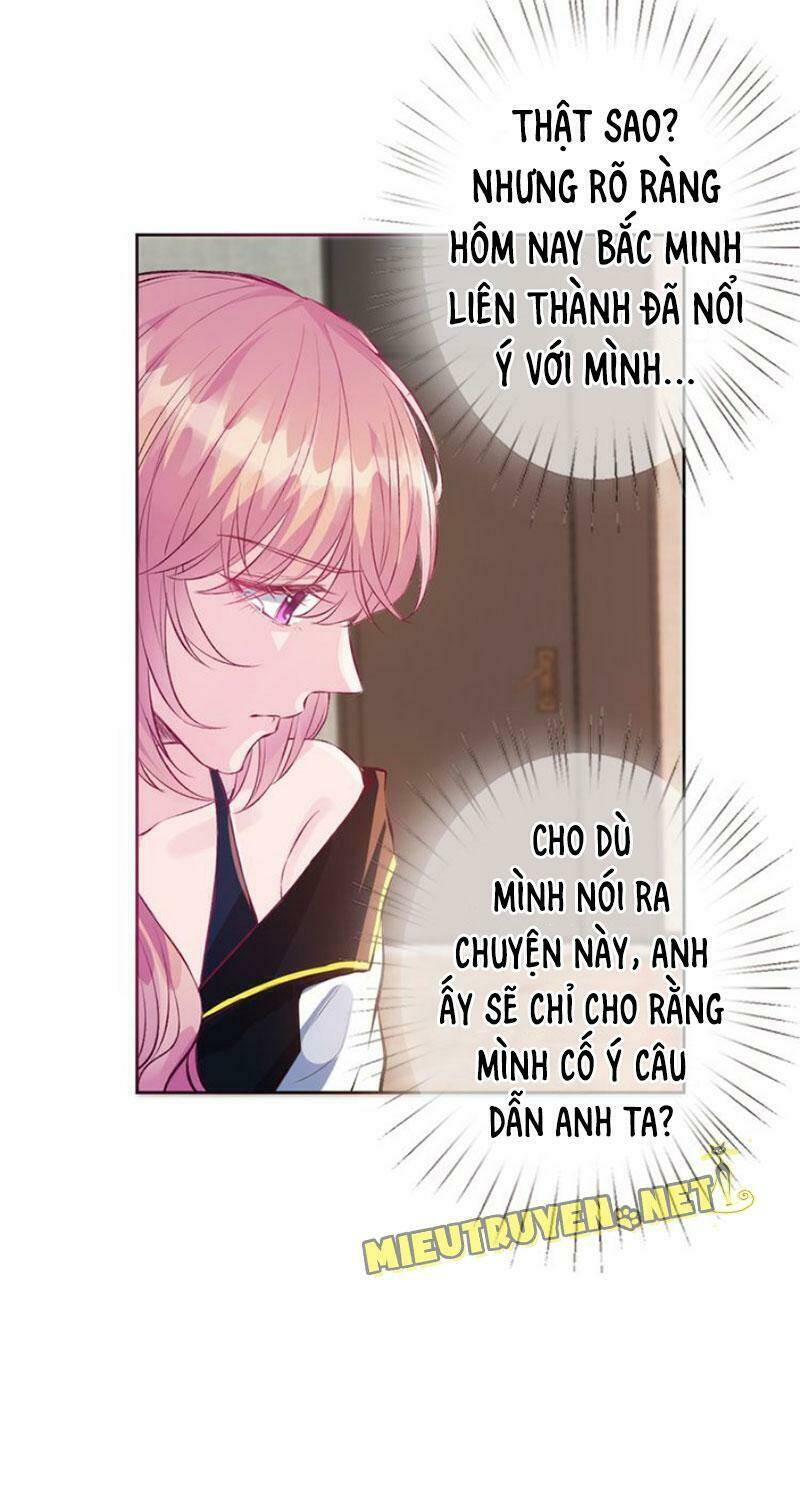 THẬT SAO?
NHƯNG RÕ RÀNG
HÔM NAY BẮC MINH
LIÊN THÀNH ĐÃ NỔI
Ý VỚI MÌNH...
CHO DÙ
MÌNH NÓI RA
CHUYỆN NÀY, ANH
ẤY SẼ CHỈ CHO RẰNG
MÌNH CỐ Ý CÂU
DẪN ANH TA?
MIEUTRUYEN.NET